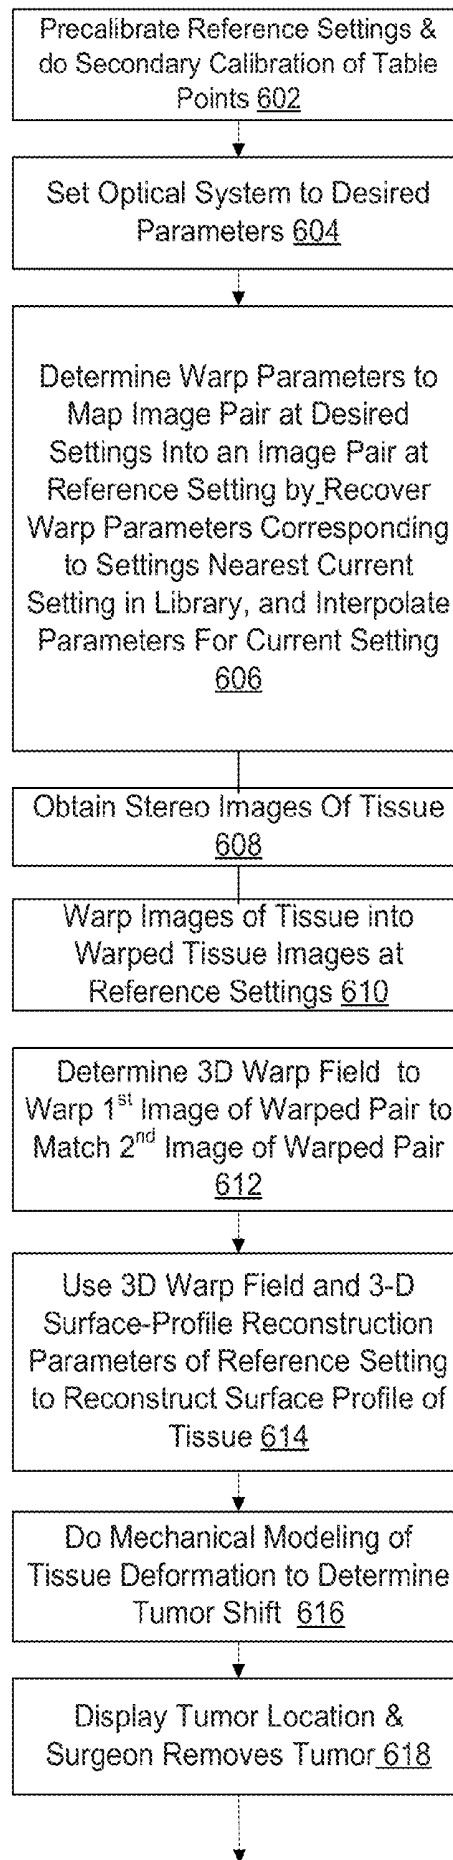 Precalibrate Reference Settings &
do Secondary Calibration of Table
Points 602
Set Optical System to Desired
Parameters 604
Determine Warp Parameters to
Map Image Pair at Desired
Settings Into an Image Pair at
Reference Setting by Recover
Warp Parameters Corresponding
to Settings Nearest Current
Setting in Library, and Interpolate
Parameters For Current Setting
606
Obtain Stereo Images Of Tissue
608
Warp Images of Tissue into
Warped Tissue Images at
Reference Settings 610
Determine 3D Warp Field to
Warp 1st Image of Warped Pair to
Match 2nd Image of Warped Pair
612
Use 3D Warp Field and 3-D
Surface-Profile Reconstruction
Parameters of Reference Setting
to Reconstruct Surface Profile of
Tissue 614
Do Mechanical Modeling of
Tissue Deformation to Determine
Tumor Shift 616
Display Tumor Location &
Surgeon Removes Tumor 618